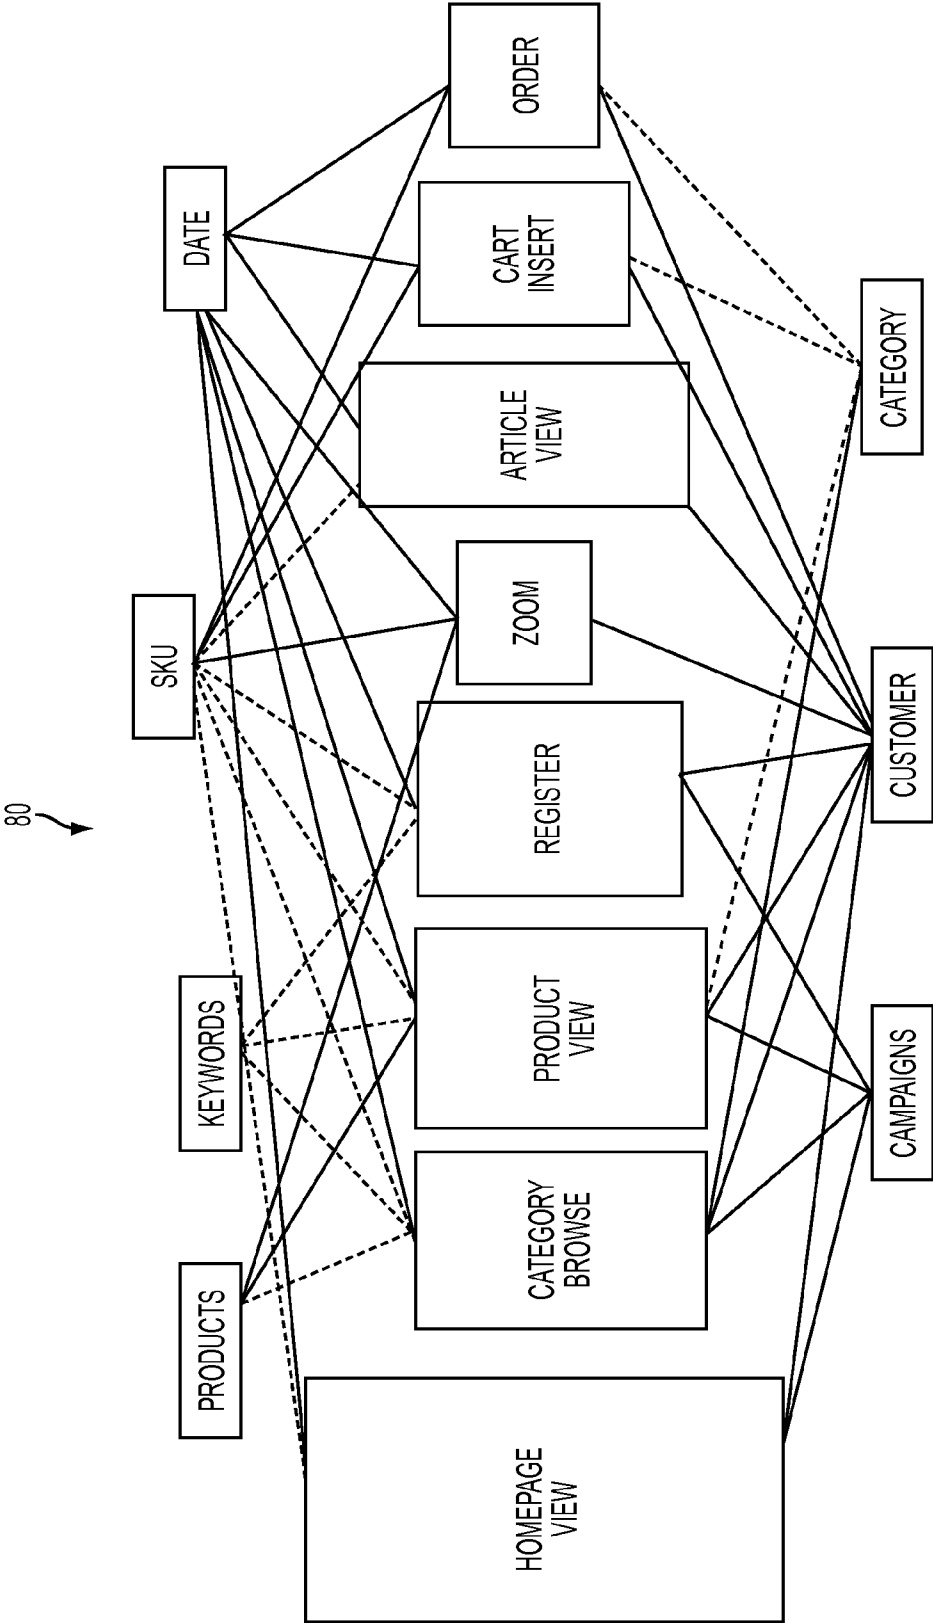 80
PRODUCTS
KEYWORDS
SKU
DATE
HOMEPAGE
VIEW
CATEGORY
BROWSE
PRODUCT
VIEW
REGISTER
ZOOM
ARTICLE
VIEW
CART
INSERT
ORDER
CAMPAIGNS
CUSTOMER
CATEGORY